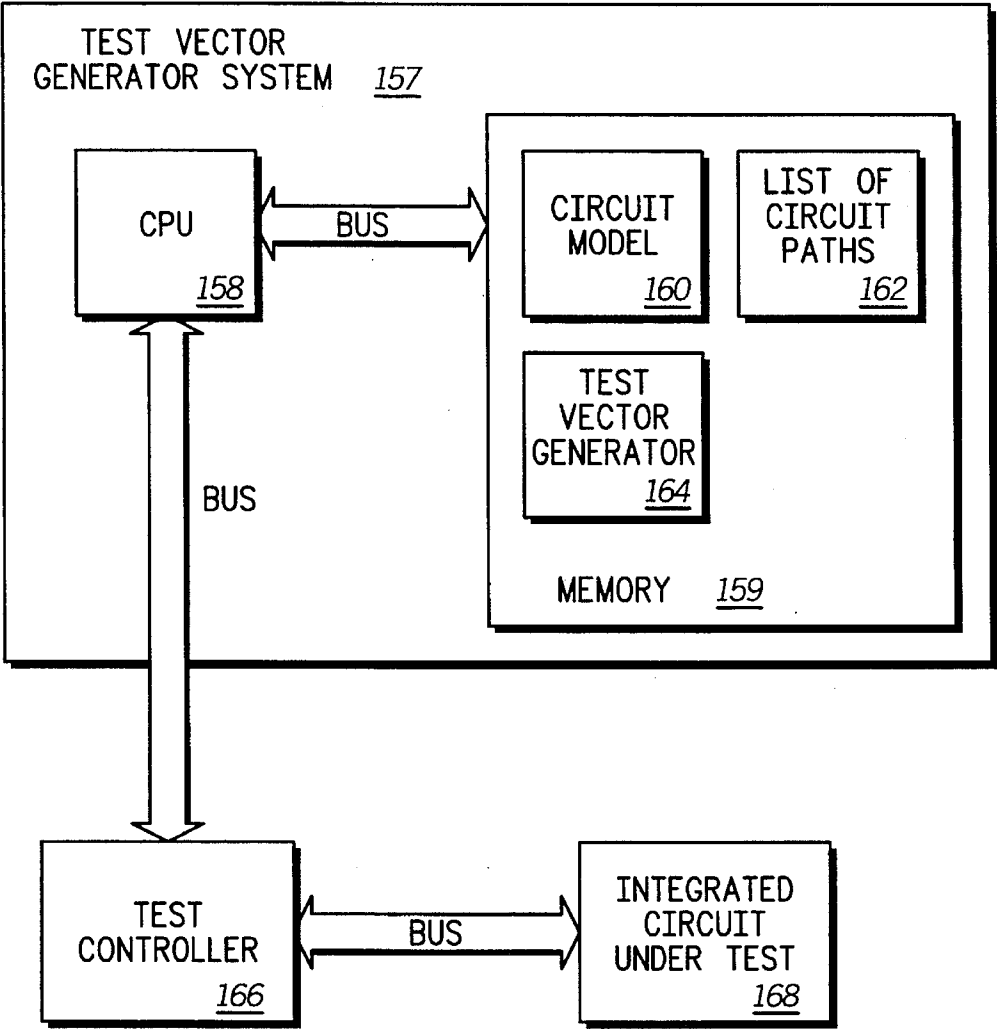 TEST VECTOR
GENERATOR SYSTEM 157
CPU
158
BUS
CIRCUIT
MODEL
160
LIST OF
CIRCUIT
PATHS
162
TEST
VECTOR
GENERATOR
164
MEMORY 159
BUS
TEST
CONTROLLER
166
BUS
INTEGRATED
CIRCUIT
UNDER TEST
168